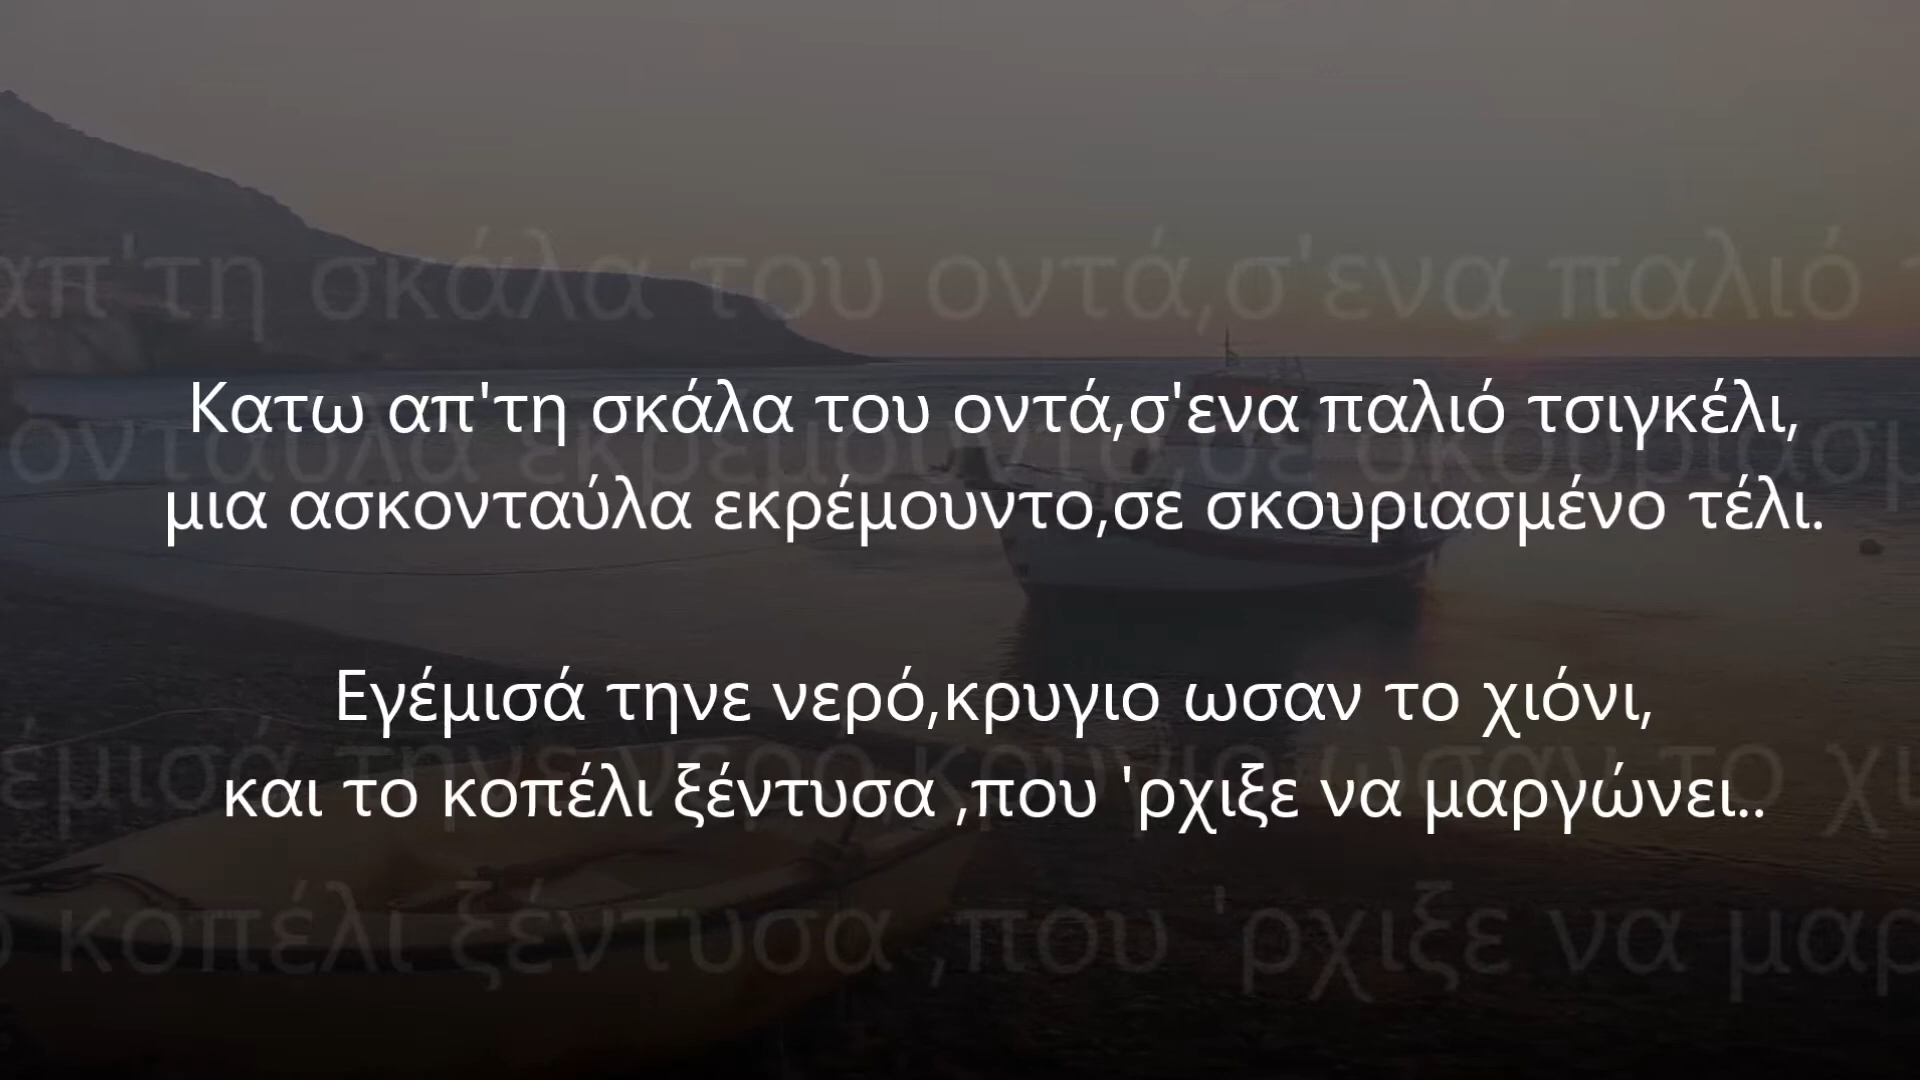 Κατω απ'τη σκάλα του οντά,σ'ενα παλιό τσιγκέλι,
μια ασκονταύλα εκρέμουντο,σε σκουριασμένο τέλι.
Εγέμισά τηνε νερό,κρυγιο ωσαν το χιόνι,
και το κοπέλι ξέντυσα ,που 'ρχιξε να μαργώνει..